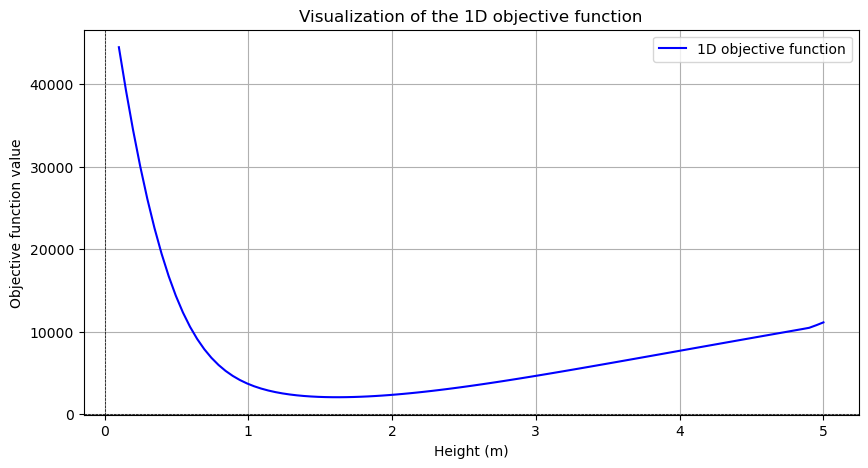 Visualization of the 1D objective function
1D objective function
Objective function value
40000
30000
20000
10000
0
0 1 2 3 4 5
Height (m)